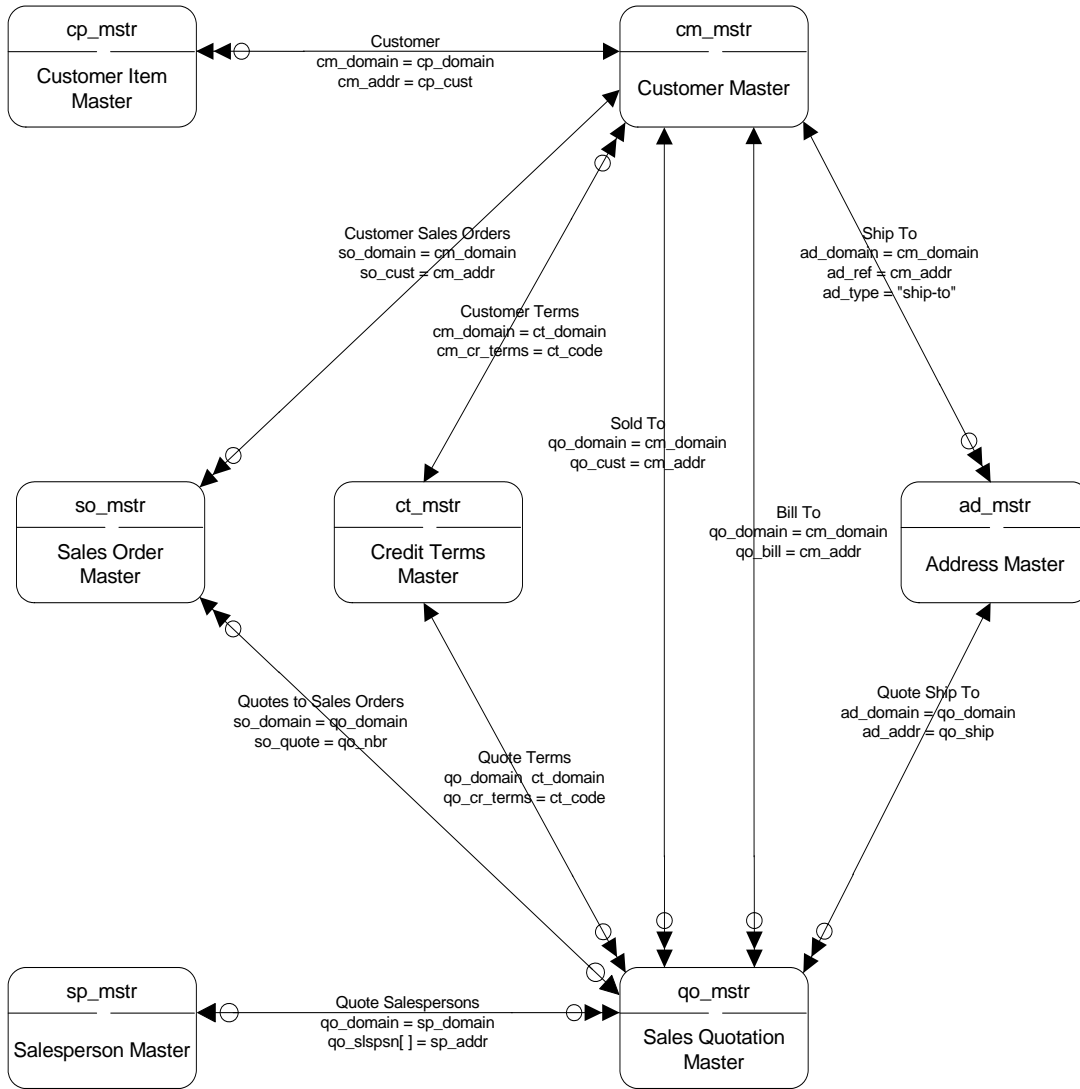 cp_mstr
Customer Item
Master
Customer
cm_domain = cp_domain
cm_addr = cp_cust
cm_mstr
Customer Master
Customer Sales Orders
so_domain = cm_domain
so_cust = cm_addr
Ship To
ad_domain = cm_domain
ad_ref = cm_addr
ad_type = "ship-to"
Customer Terms
cm_domain = ct_domain
cm_cr_terms = ct_code
Sold To
qo_domain = cm_domain
qo_cust = cm_addr
so_mstr
Sales Order
Master
ct_mstr
Credit Terms
Master
Bill To
qo_domain = cm_domain
qo_bill = cm_addr
ad_mstr
Address Master
Quotes to Sales Orders
so_domain = qo_domain
so_quote = qo_nbr
Quote Terms
qo_domain  ct_domain
qo_cr_terms = ct_code
Quote Ship To
ad_domain = qo_domain
ad_addr = qo_ship
sp_mstr
Salesperson Master
Quote Salespersons
qo_domain = sp_domain
qo_slspsn[ ] = sp_addr
qo_mstr
Sales Quotation
Master